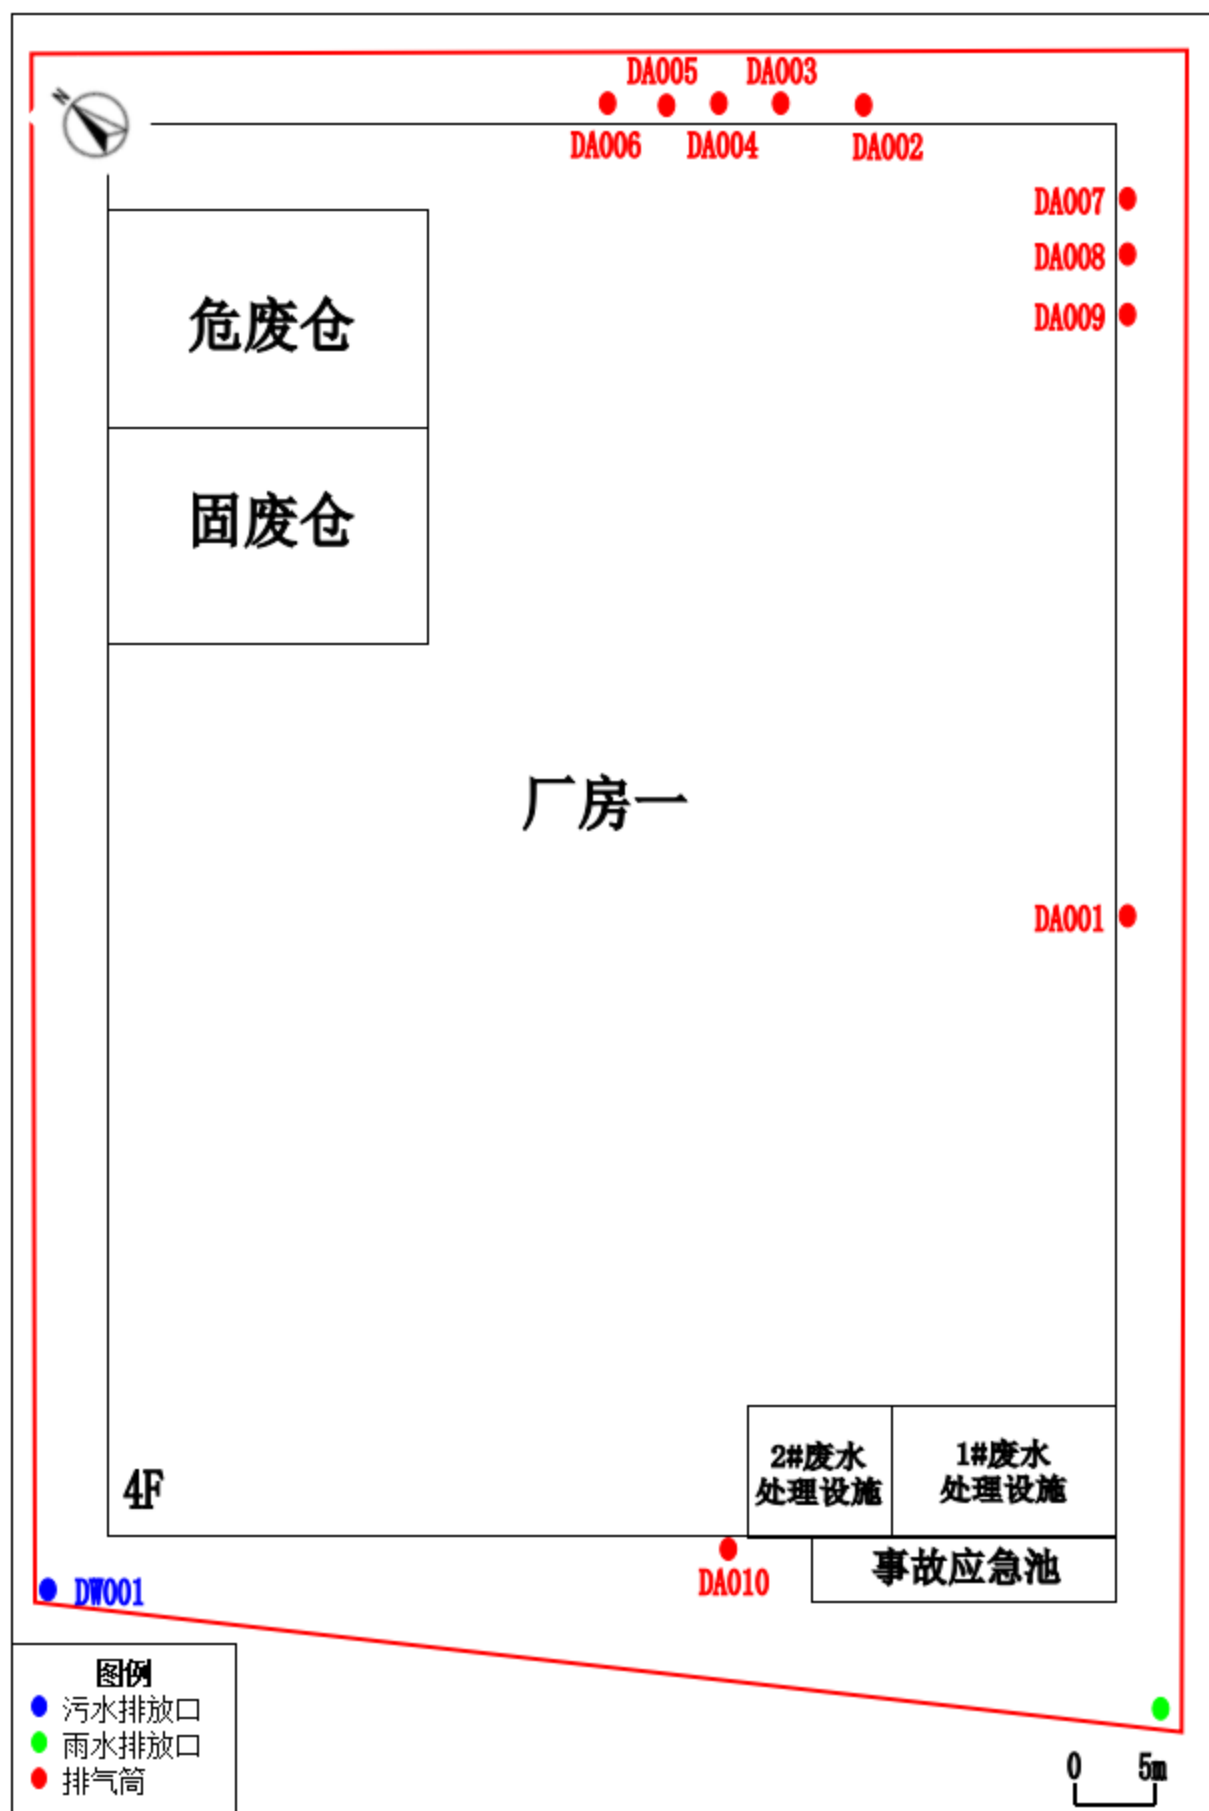 DA005 DA003
N
DA006 DA004 DA002
DA007
DA008
DA009
危废仓
固废仓
厂房一
DA001
2#废水
处理设施
1#废水
处理设施
4F
事故应急池
DA010
DW001
图例
污水排放口
雨水排放口
排气筒
0 5m